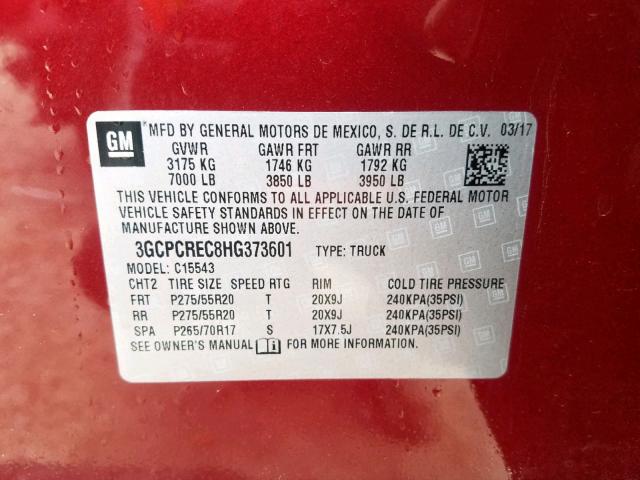 GM
MFD BY GENERAL MOTORS DE MEXICO, S. DE R.L. DE C.V. 03/17
GVWR GAWR FRT GAWR RR
3175 KG 1746 KG 1792 KG
7000 LB 3850 LB 3950 LB
THIS VEHICLE CONFORMS TO ALL APPLICABLE U.S. FEDERAL MOTOR
VEHICLE SAFETY STANDARDS IN EFFECT ON THE DATE OF
MANUFACTURE SHOWN ABOVE.
3GCPCREC8HG373601 TYPE: TRUCK
MODEL: C15543
CHT2 TIRE SIZE SPEED RTG RIM COLD TIRE PRESSURE
FRT P275/55R20 T 20X9J 240KPA(35PSI)
RR P275/55R20 T 20X9J 240KPA(35PSI)
SPA P265/70R17 S 17X7.5J 240KPA(35PSI)
SEE OWNER'S MANUAL FOR MORE INFORMATION.